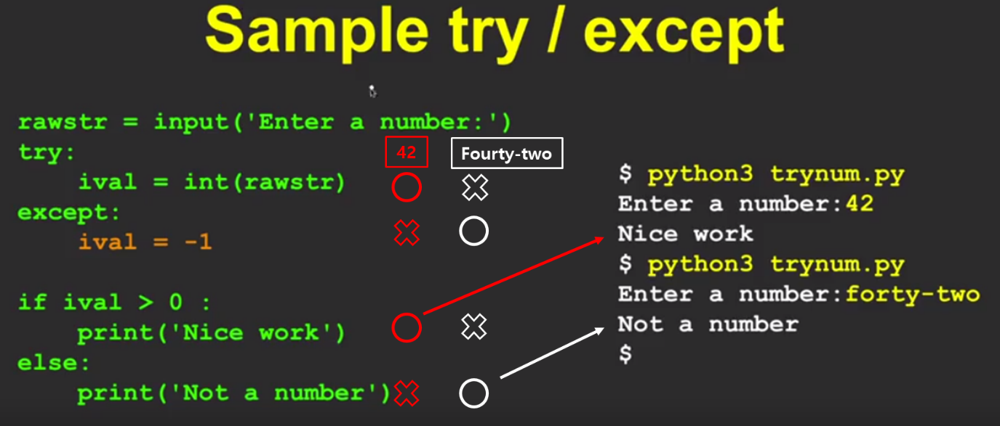 Sample try / except
rawstr = input('Enter a number:')
try:
42
Fourty-two
ival = int(rawstr)
except:
ival = -1
if ival > 0 :
print('Nice work')
else:
print('Not a number')
$ python3 trynum.py
Enter a number:42
Nice work
$ python3 trynum.py
Enter a number:forty-two
Not a number
$